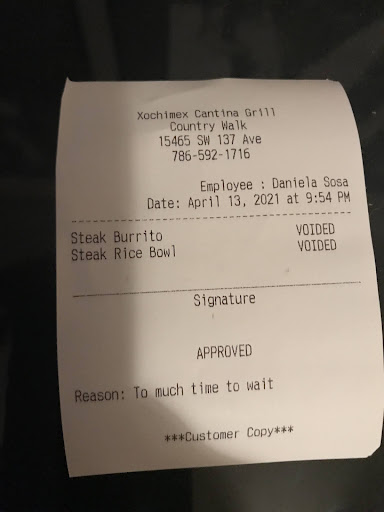 Xochimex Cantina Grill
Country Walk
15465 SW 137 Ave
786-592-1716
Employee : Daniela Sosa
Date: April 13, 2021 at 9:54 PM
Steak Burrito VOIDED
Steak Rice Bowl VOIDED
Signature
APPROVED
Reason: To much time to wait
***Customer Copy***